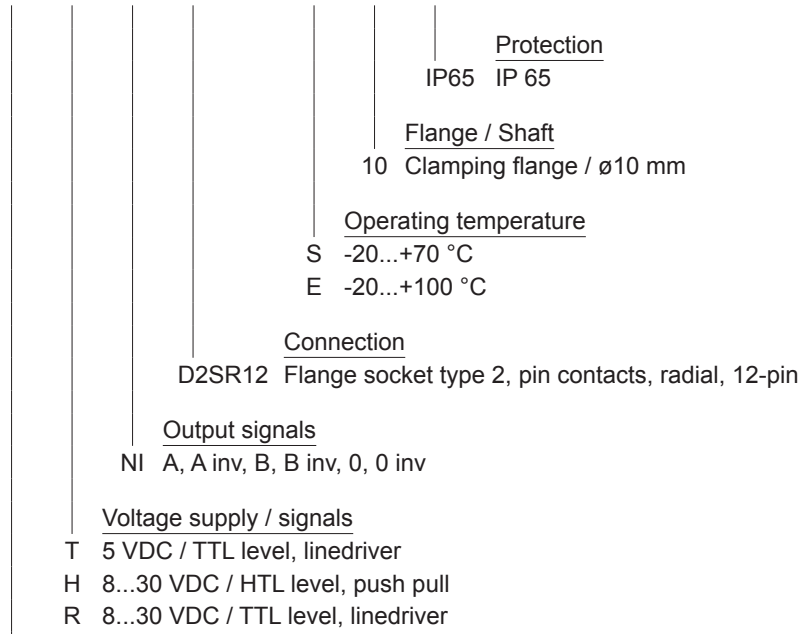 Protection
IP65 IP 65
Flange / Shaft
10 Clamping flange / ø10 mm
Operating temperature
S -20...+70 °C
E -20...+100 °C
Connection
D2SR12 Flange socket type 2, pin contacts, radial, 12-pin
Output signals
NI A, A inv, B, B inv, 0, 0 inv
Voltage supply / signals
T 5 VDC / TTL level, linedriver
H 8...30 VDC / HTL level, push pull
R 8...30 VDC / TTL level, linedriver